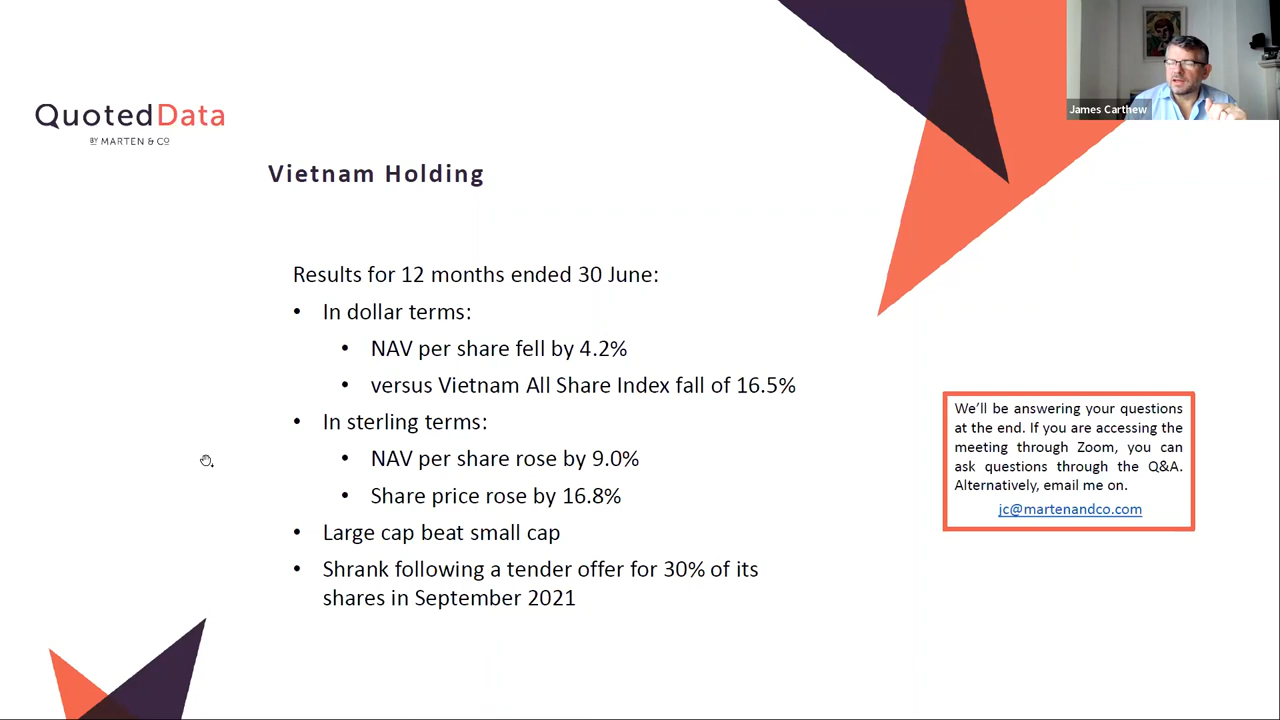 QuotedData
BY MARTEN & CO
James Carthew
Vietnam Holding
Results for 12 months ended 30 June:
• In dollar terms:
• NAV per share fell by 4.2%
• versus Vietnam All Share Index fall of 16.5%
• In sterling terms:
• NAV per share rose by 9.0%
• Share price rose by 16.8%
• Large cap beat small cap
• Shrank following a tender offer for 30% of its
shares in September 2021
We'll be answering your questions
at the end. If you are accessing the
meeting through Zoom, you can
ask questions through the Q&A.
Alternatively, email me on.
jc@martenandco.com